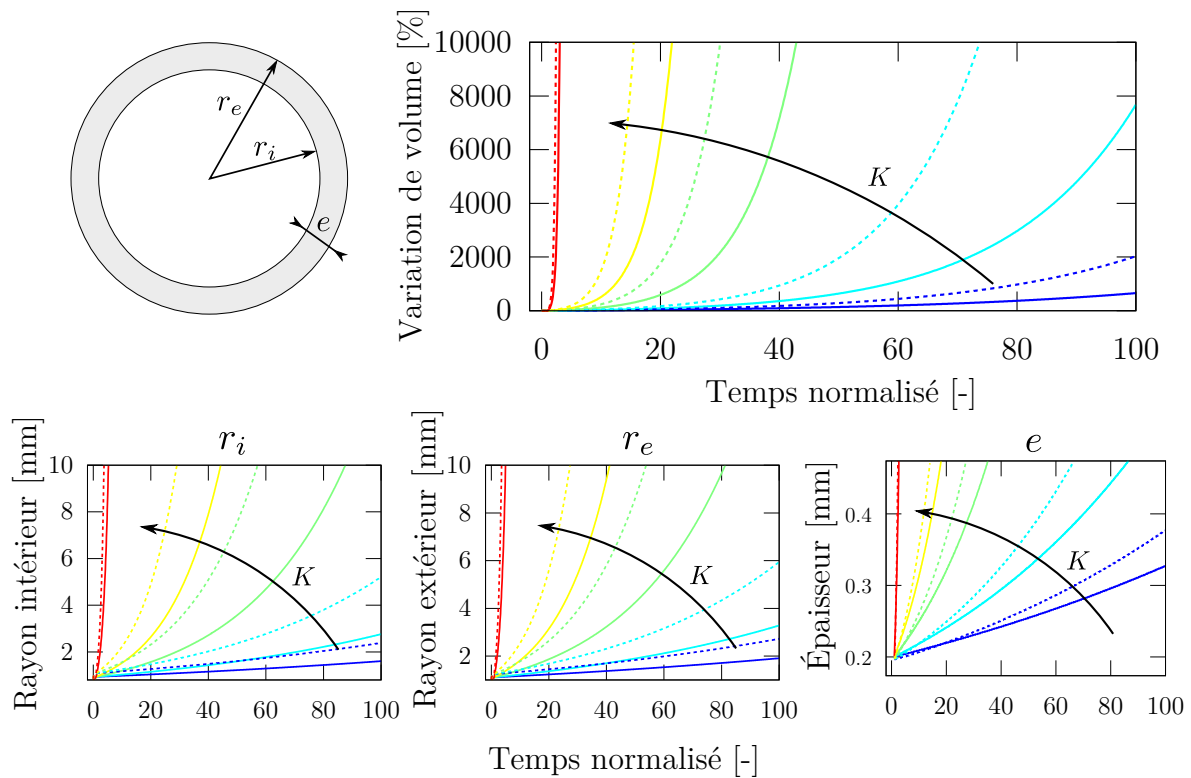 r_e
r_i
e
Variation de volume [%]
10000
8000
6000
4000
2000
0
K
0 20 40 60 80 100
Temps normalisé [-]
r_i
Rayon intérieur [mm]
10
8
6
4
2
K
0 20 40 60 80 100
r_e
Rayon extérieur [mm]
10
8
6
4
2
K
0 20 40 60 80 100
e
Épaisseur [mm]
0.4
0.3
0.2
K
0 20 40 60 80 100
Temps normalisé [-]